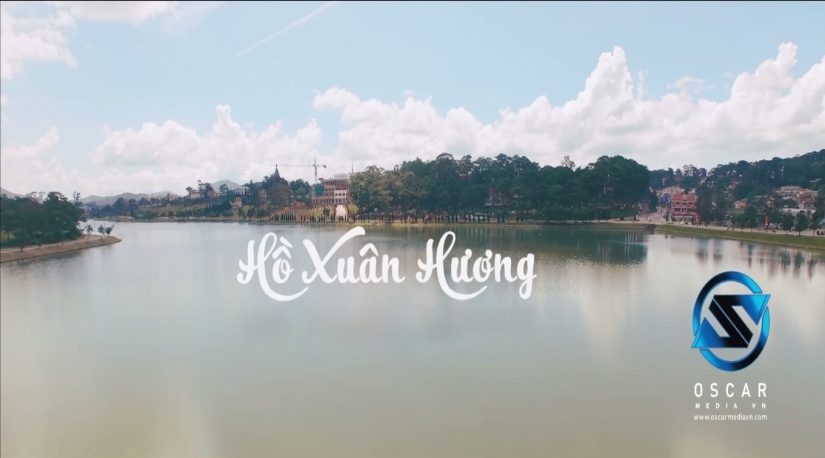 Hồ Xuân Hương
OSCAR
MEDIA VN
www.oscarmediavn.com